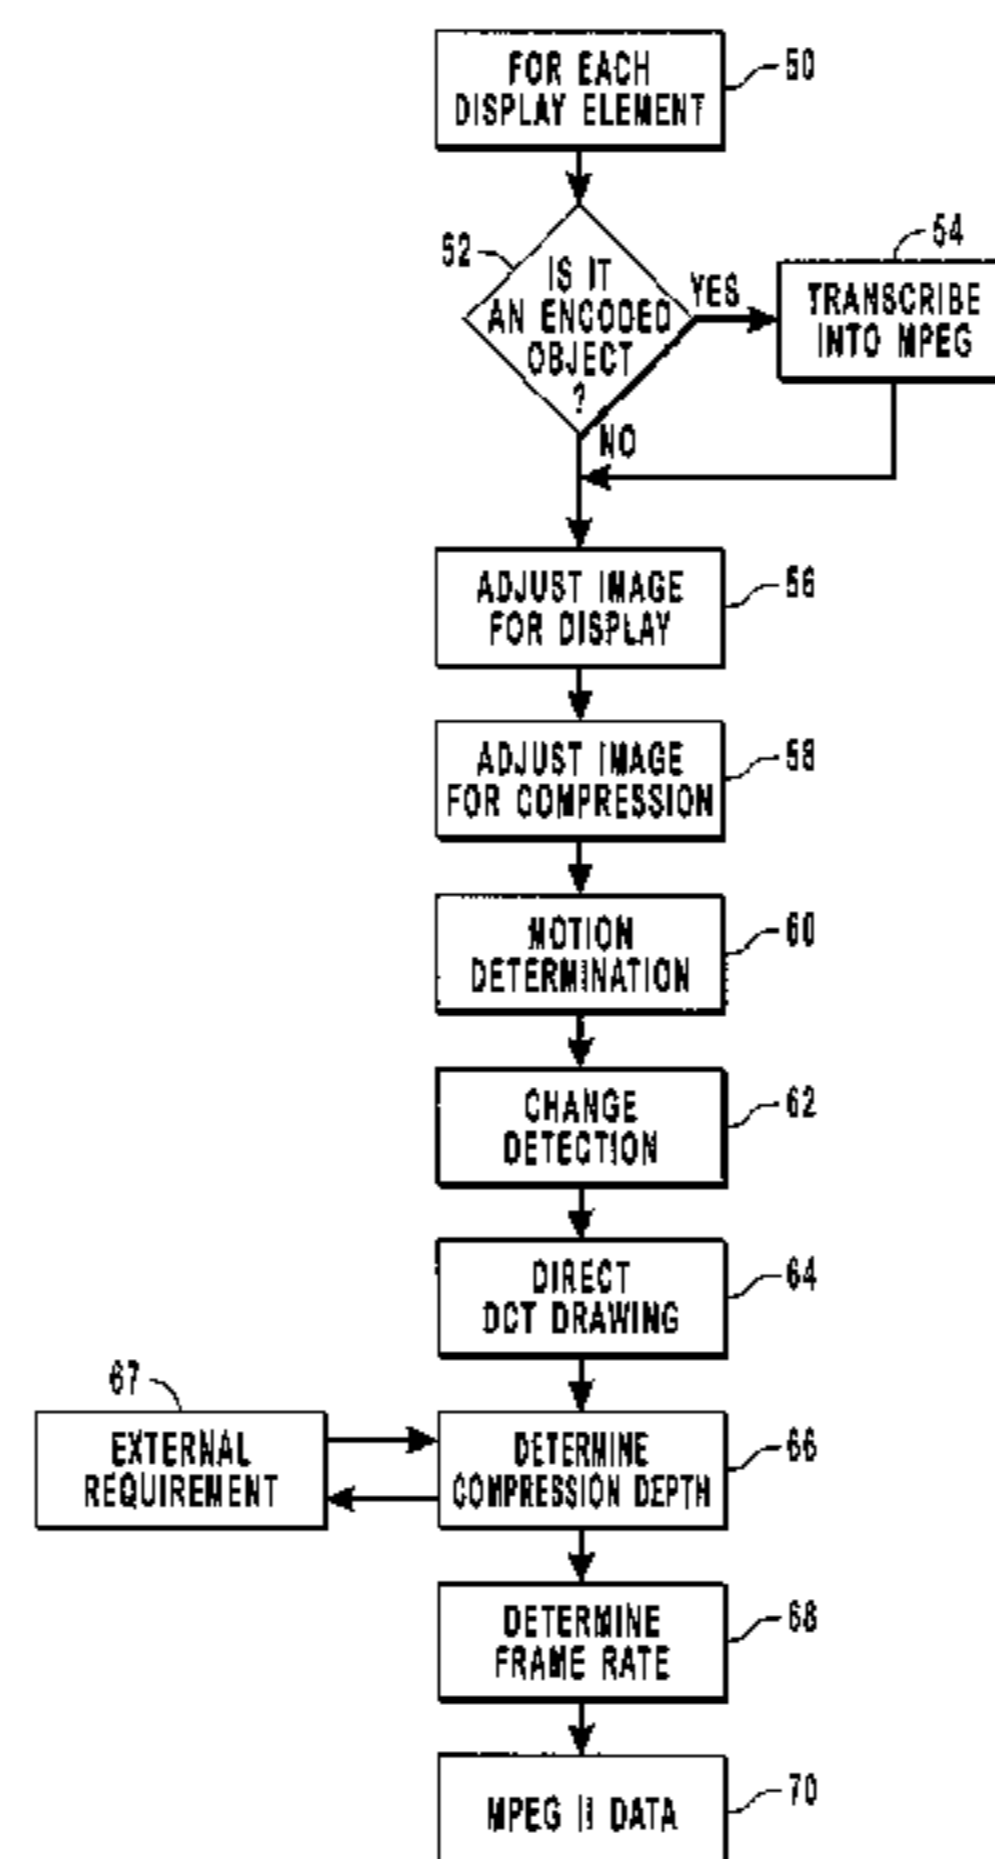 FOR EACH
DISPLAY ELEMENT
50
52
IS IT
AN ENCODED
OBJECT
?
YES
NO
54
TRANSCRIBE
INTO MPEG
ADJUST IMAGE
FOR DISPLAY
56
ADJUST IMAGE
FOR COMPRESSION
58
MOTION
DETERMINATION
60
CHANGE
DETECTION
62
DIRECT
DCT DRAWING
64
67
EXTERNAL
REQUIREMENT
DETERMINE
COMPRESSION DEPTH
66
DETERMINE
FRAME RATE
68
MPEG II DATA
70